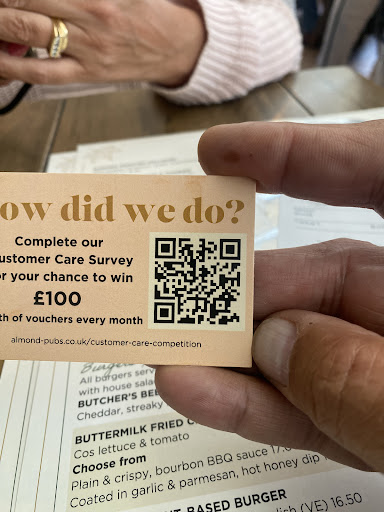 ow did we do?
Complete our
ustomer Care Survey
r your chance to win
£100
th of vouchers every month
almond-pubs.co.uk/customer-care-competition
Burgers
All burgers serv
with house sala
BUTCHER'S BE
Cheddar, streaky
BUTTERMILK FRIED C
Cos lettuce & tomato
Choose from
Plain & crispy, bourbon BBQ sauce 17.
Coated in garlic & parmesan, hot honey dip
T-BASED BURGER
ish (VE) 16.50